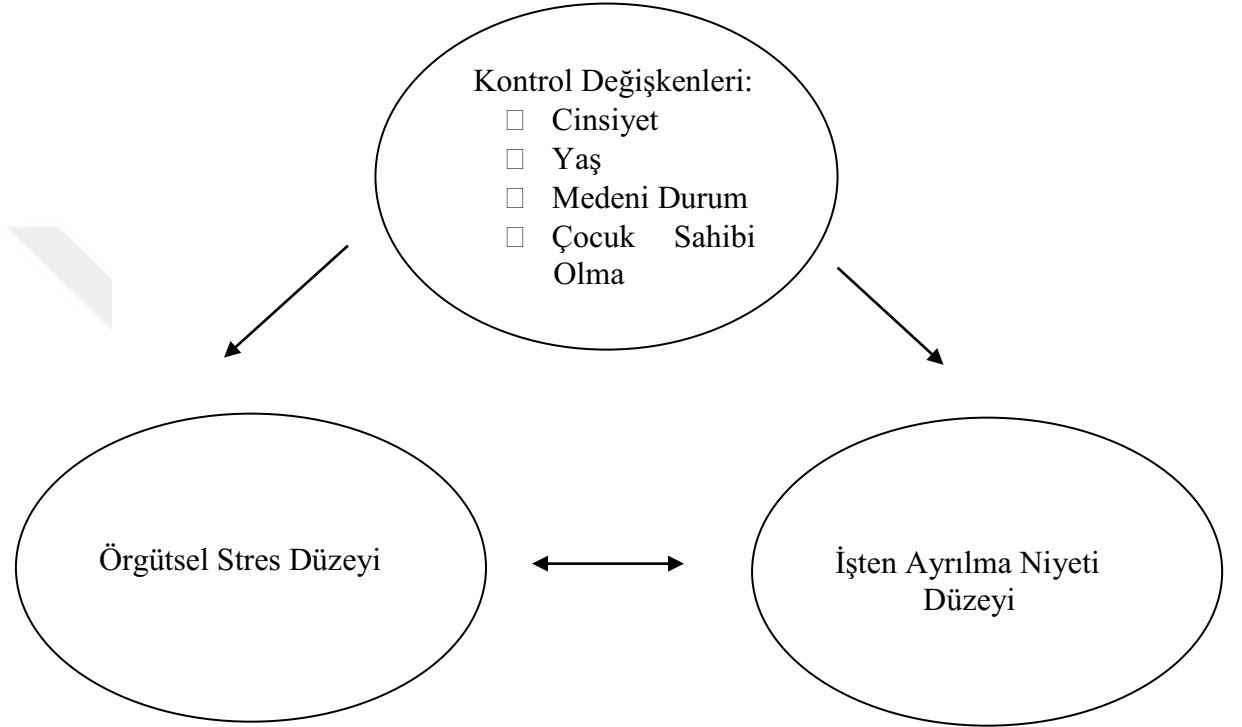 Kontrol Değişkenleri:
□ Cinsiyet
□ Yaş
□ Medeni Durum
□ Çocuk Sahibi
Olma
Örgütsel Stres Düzeyi
İşten Ayrılma Niyeti
Düzeyi